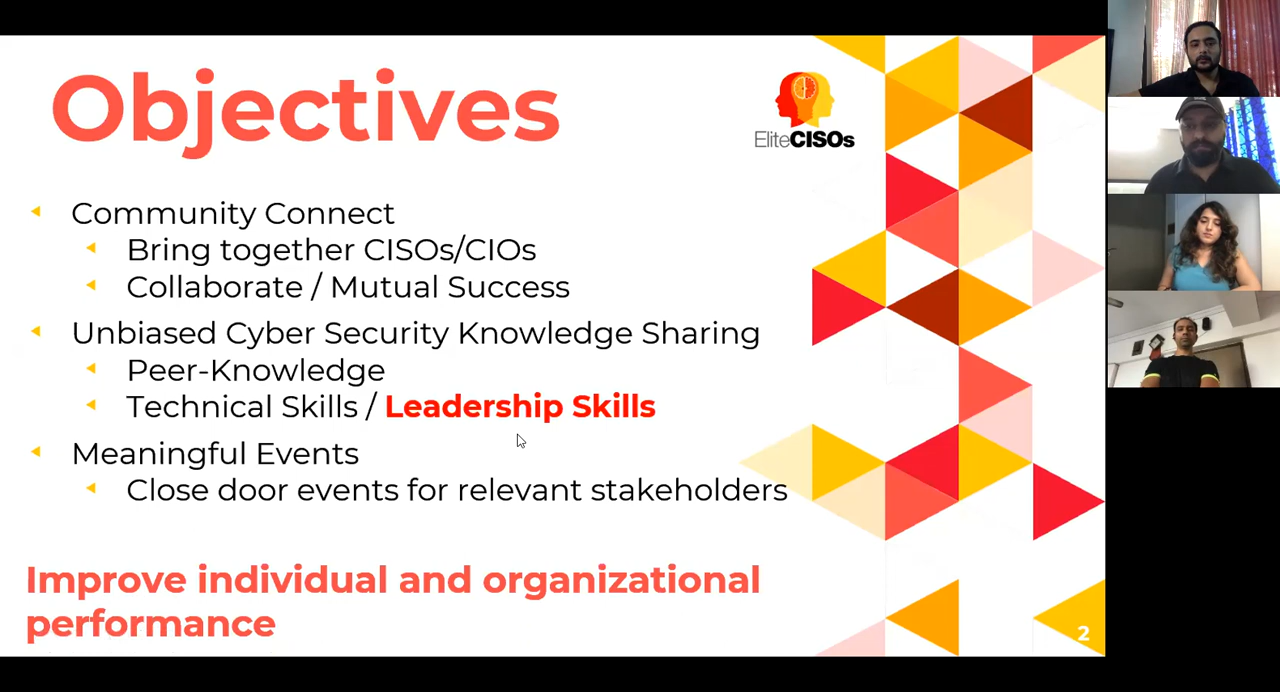 Objectives
EliteCISOs
Community Connect
Bring together CISOs/CIOs
Collaborate / Mutual Success
Unbiased Cyber Security Knowledge Sharing
Peer-Knowledge
Technical Skills / Leadership Skills
Meaningful Events
Close door events for relevant stakeholders
Improve individual and organizational
performance
2